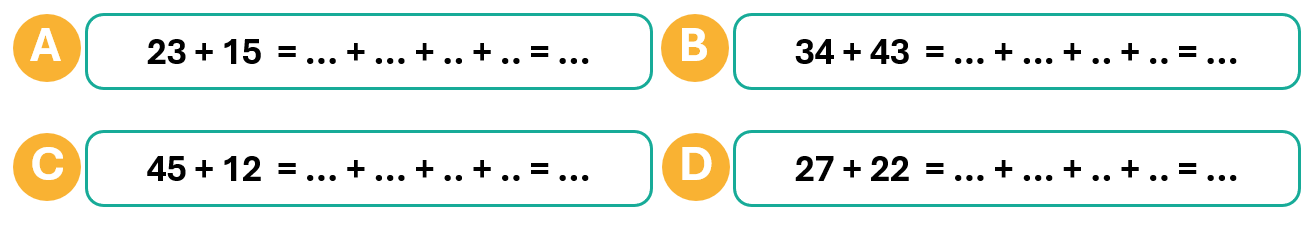 A 23 + 15 = ... + ... + .. + .. = ...
B 34 + 43 = ... + ... + .. + .. = ...
C 45 + 12 = ... + ... + .. + .. = ...
D 27 + 22 = ... + ... + .. + .. = ...